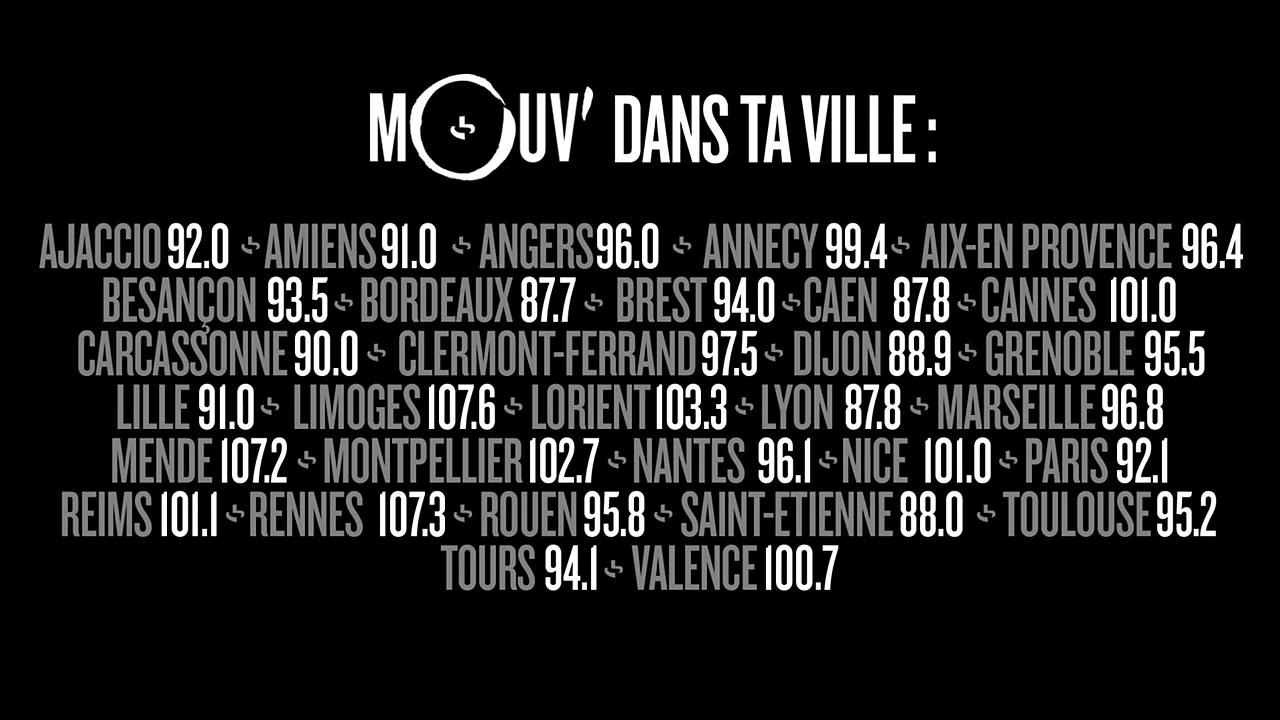 MOUV' DANS TA VILLE :
AJACCIO 92.0 AMIENS 91.0 ANGERS 96.0 ANNECY 99.4 AIX-EN PROVENCE 96.4
BESANÇON 93.5 BORDEAUX 87.7 BREST 94.0 CAEN 87.8 CANNES 101.0
CARCASSONNE 90.0 CLERMONT-FERRAND 97.5 DIJON 88.9 GRENOBLE 95.5
LILLE 91.0 LIMOGES 107.6 LORIENT 103.3 LYON 87.8 MARSEILLE 96.8
MENDE 107.2 MONTPELLIER 102.7 NANTES 96.1 NICE 101.0 PARIS 92.1
REIMS 101.1 RENNES 107.3 ROUEN 95.8 SAINT-ETIENNE 88.0 TOULOUSE 95.2
TOURS 94.1 VALENCE 100.7